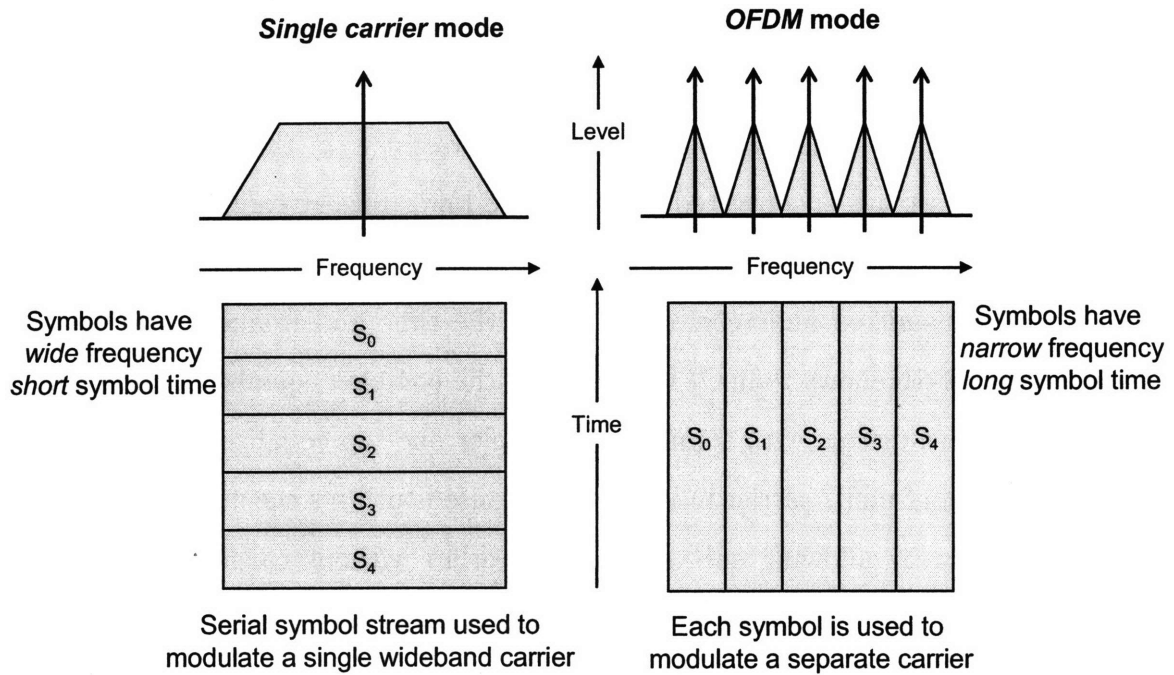 Single carrier mode
OFDM mode
Level
Frequency
Frequency
Symbols have
wide frequency
short symbol time
S₀
S₁
S₂
S₃
S₄
Time
S₀ S₁ S₂ S₃ S₄
Symbols have
narrow frequency
long symbol time
Serial symbol stream used to
modulate a single wideband carrier
Each symbol is used to
modulate a separate carrier